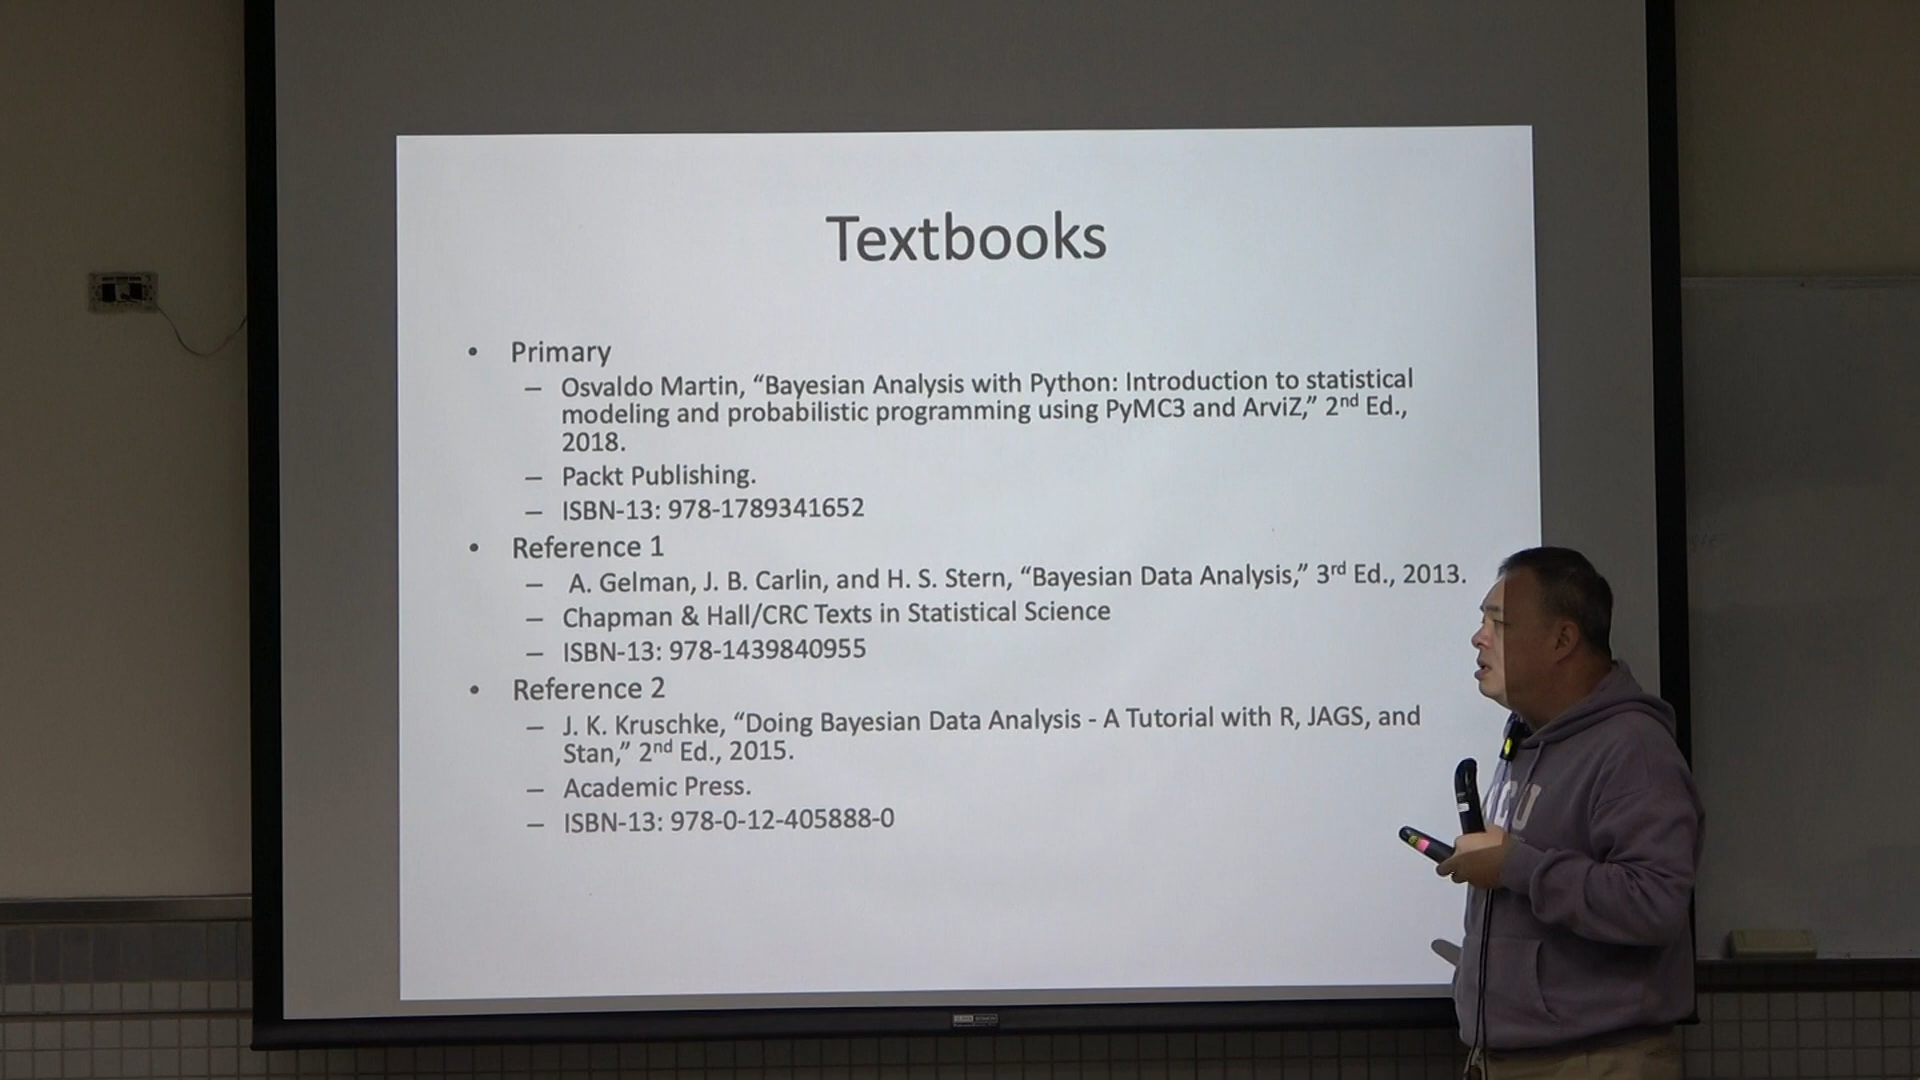 Textbooks
• Primary
– Osvaldo Martin, “Bayesian Analysis with Python: Introduction to statistical
modeling and probabilistic programming using PyMC3 and ArviZ,” 2nd Ed.,
2018.
– Packt Publishing.
– ISBN-13: 978-1789341652
• Reference 1
– A. Gelman, J. B. Carlin, and H. S. Stern, “Bayesian Data Analysis,” 3rd Ed., 2013.
– Chapman & Hall/CRC Texts in Statistical Science
– ISBN-13: 978-1439840955
• Reference 2
– J. K. Kruschke, “Doing Bayesian Data Analysis - A Tutorial with R, JAGS, and
Stan,” 2nd Ed., 2015.
– Academic Press.
– ISBN-13: 978-0-12-405888-0
CU